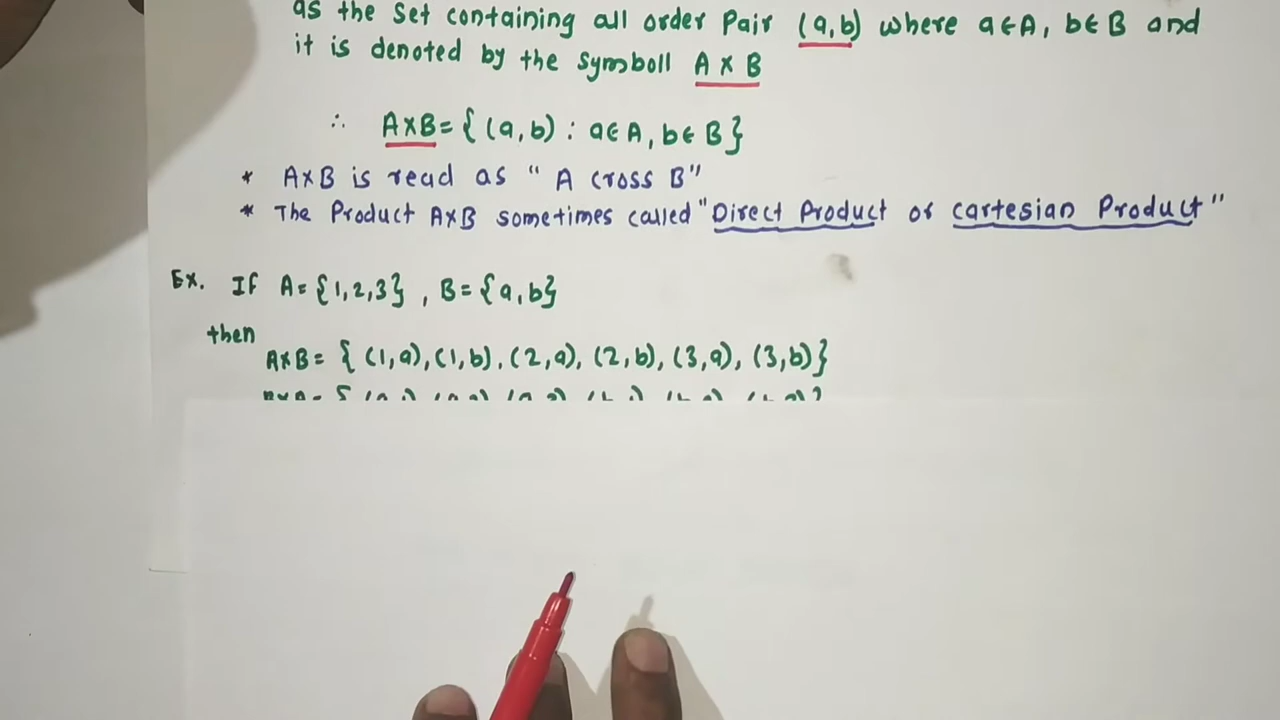 as the Set containing all order Pair (a,b) where a∈A, b∈B and
it is denoted by the Symboll A × B
∴ A×B = { (a,b) : a∈A, b∈B }
* A×B is read as "A Cross B"
* The Product A×B sometimes called "Direct Product or Cartesian Product"
Ex. If A = {1,2,3} , B = {a,b}
then
A×B = { (1,a),(1,b), (2,a), (2,b), (3,a), (3,b)}